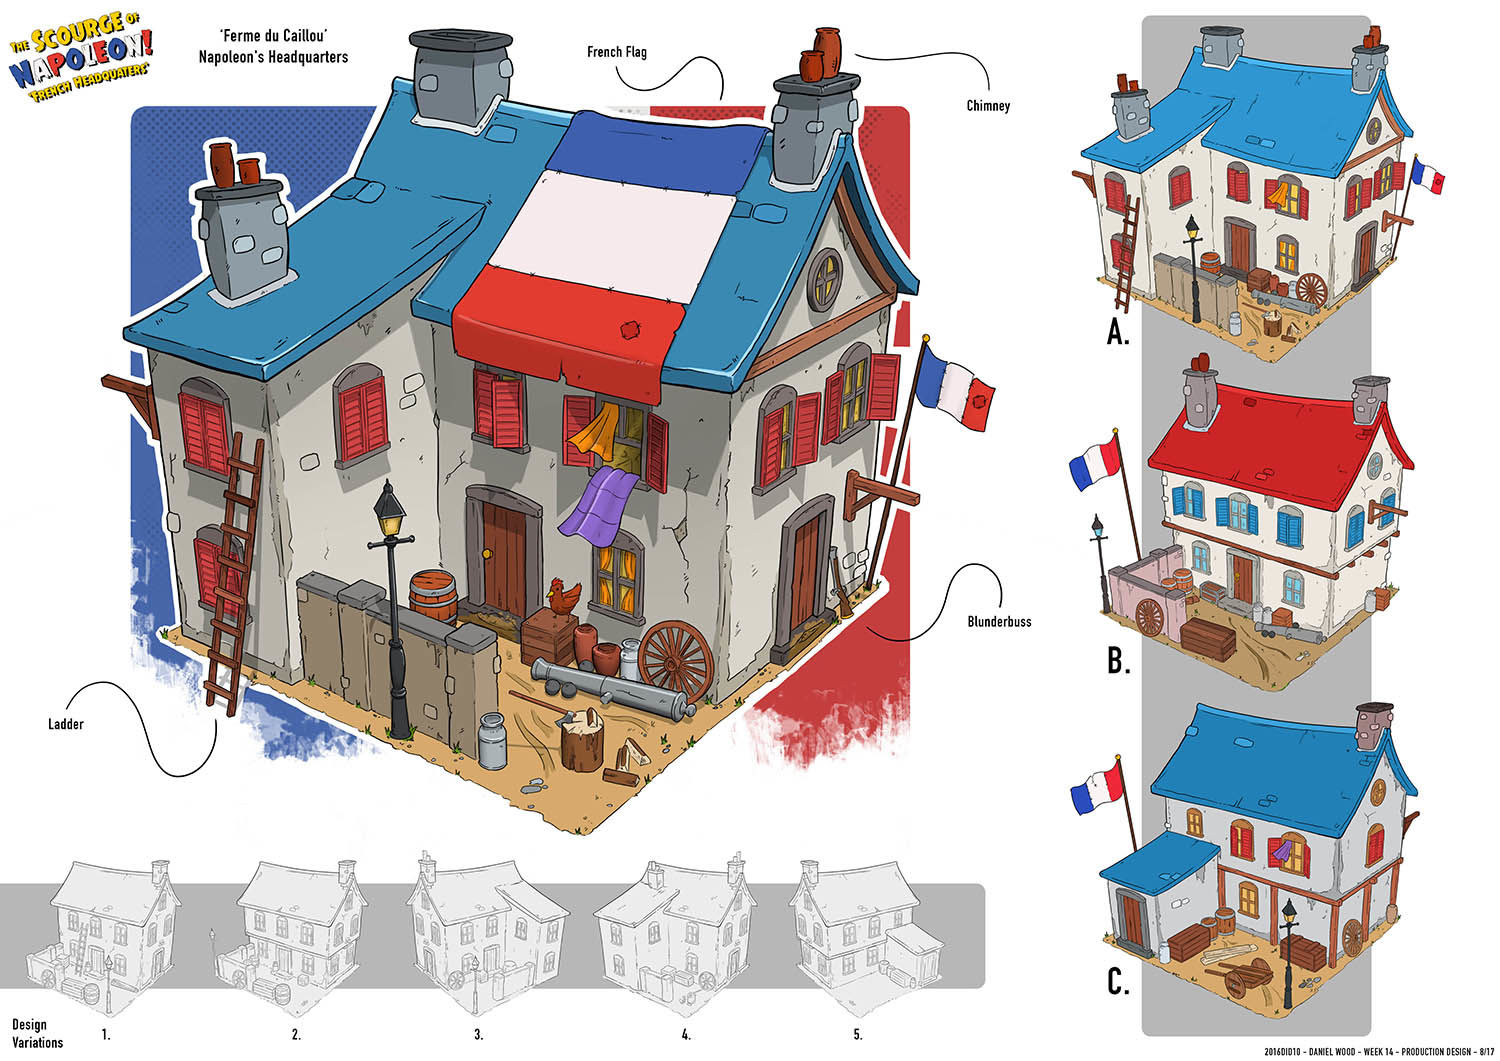 THE SCOURGE OF
NAPOLEON!
'FRENCH HEADQUATERS'
'Ferme du Caillou'
Napoleon's Headquarters
French Flag
Chimney
Blunderbuss
Ladder
A.
B.
C.
Design
Variations
1.
2.
3.
4.
5.
2016DID10 - DANIEL WOOD - WEEK 14 - PRODUCTION DESIGN - 8/17